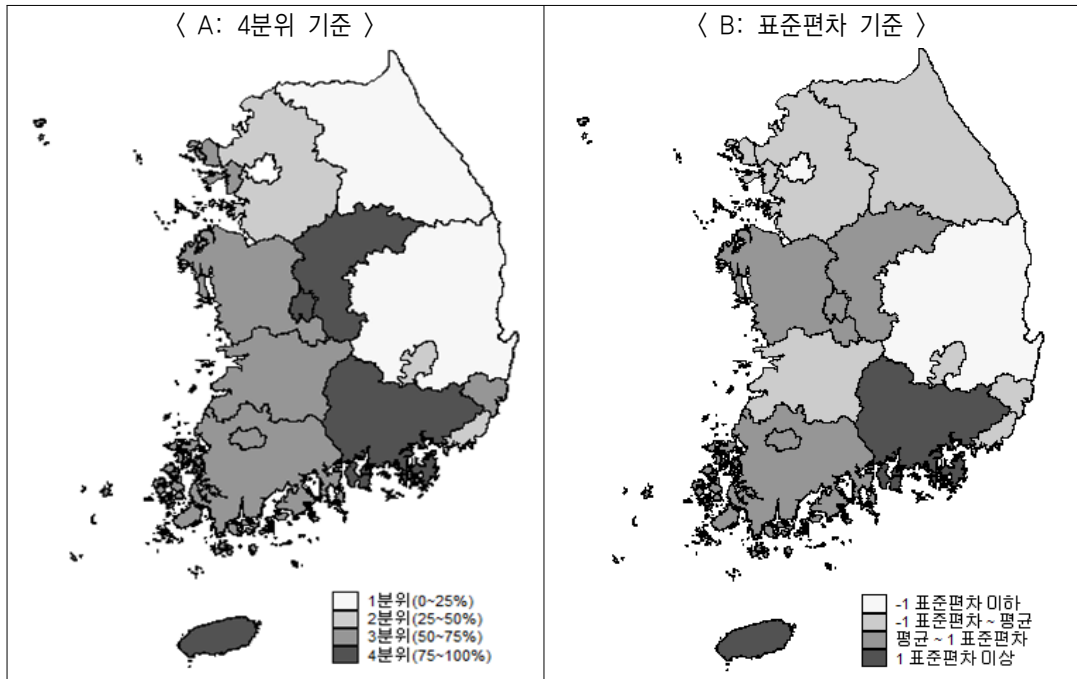 〈 A: 4분위 기준 〉
1분위(0~25%)
2분위(25~50%)
3분위(50~75%)
4분위(75~100%)
〈 B: 표준편차 기준 〉
-1 표준편차 이하
-1 표준편차 ~ 평균
평균 ~ 1 표준편차
1 표준편차 이상